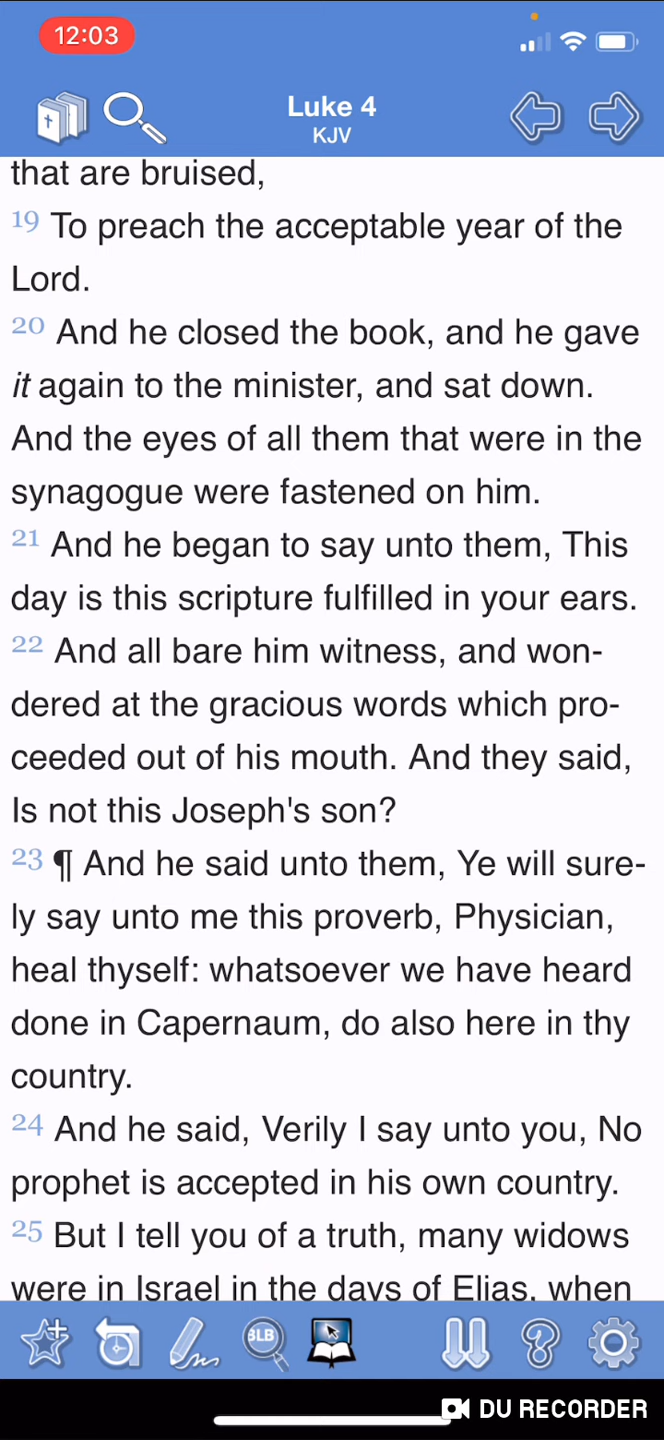 12:03
Luke 4
KJV
that are bruised,
19 To preach the acceptable year of the
Lord.
20 And he closed the book, and he gave
it again to the minister, and sat down.
And the eyes of all them that were in the
synagogue were fastened on him.
21 And he began to say unto them, This
day is this scripture fulfilled in your ears.
22 And all bare him witness, and won-
dered at the gracious words which pro-
ceeded out of his mouth. And they said,
Is not this Joseph's son?
23 ¶ And he said unto them, Ye will sure-
ly say unto me this proverb, Physician,
heal thyself: whatsoever we have heard
done in Capernaum, do also here in thy
country.
24 And he said, Verily I say unto you, No
prophet is accepted in his own country.
25 But I tell you of a truth, many widows
were in Israel in the days of Elias, when
BLB
DU RECORDER